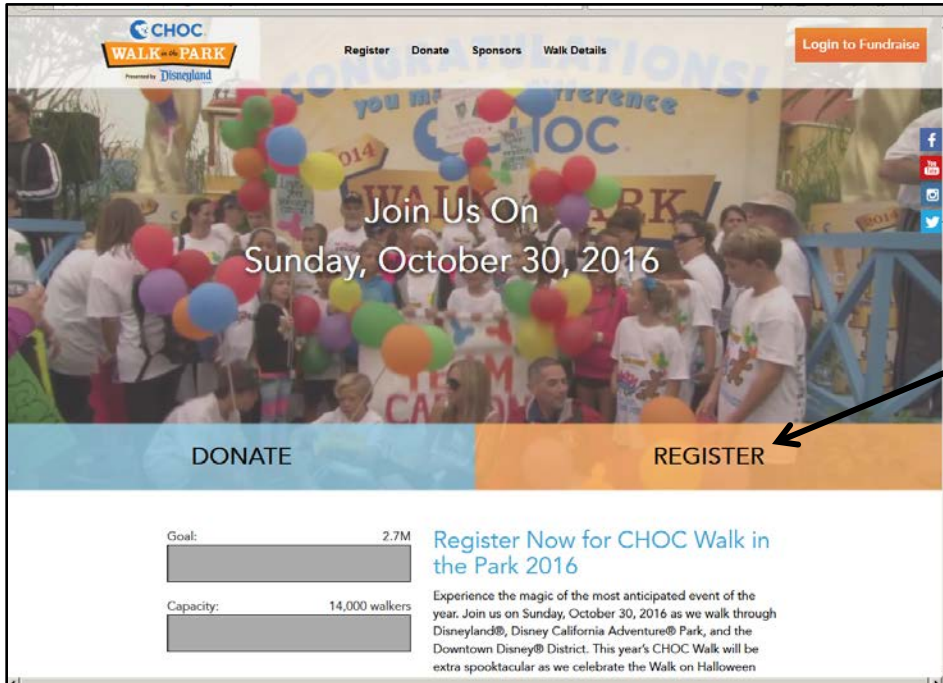 CHOC
WALK in the PARK
Presented by Disneyland
Register Donate Sponsors Walk Details
Login to Fundraise
CONGRATULATIONS!
you difference
CHOC
2014
WALK PARK
2014
Join Us On
Sunday, October 30, 2016
TEAM
f
You Tube
DONATE
REGISTER
Goal: 2.7M
Capacity: 14,000 walkers
Register Now for CHOC Walk in
the Park 2016
Experience the magic of the most anticipated event of the
year. Join us on Sunday, October 30, 2016 as we walk through
Disneyland®, Disney California Adventure® Park, and the
Downtown Disney® District. This year's CHOC Walk will be
extra spooktacular as we celebrate the Walk on Halloween